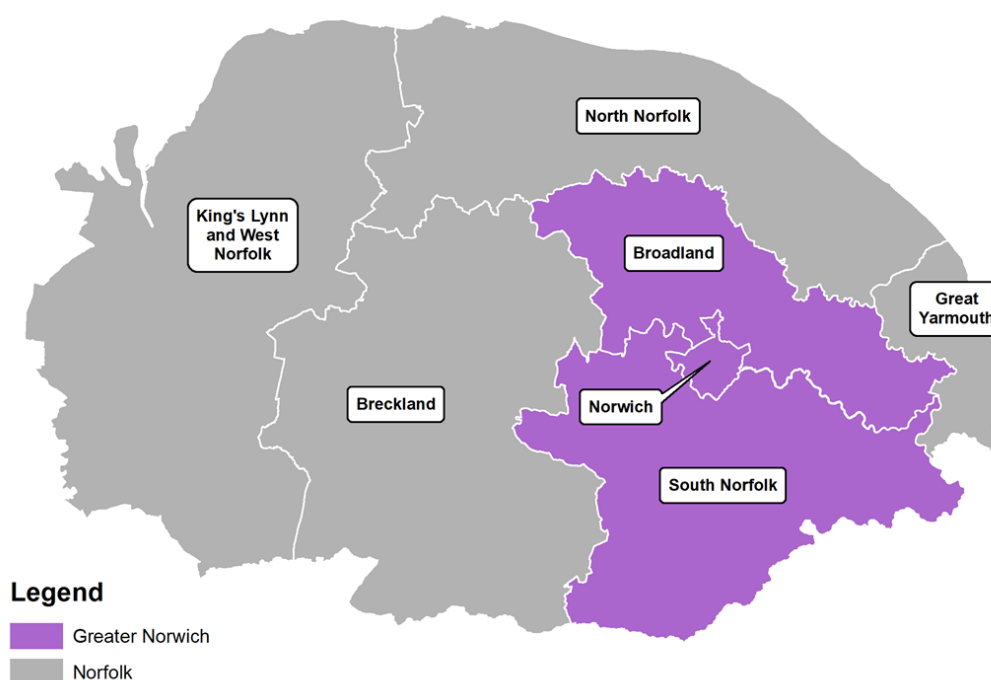 North Norfolk
King's Lynn
and West
Norfolk
Broadland
Great
Yarmouth
Breckland
Norwich
South Norfolk
Legend
Greater Norwich
Norfolk